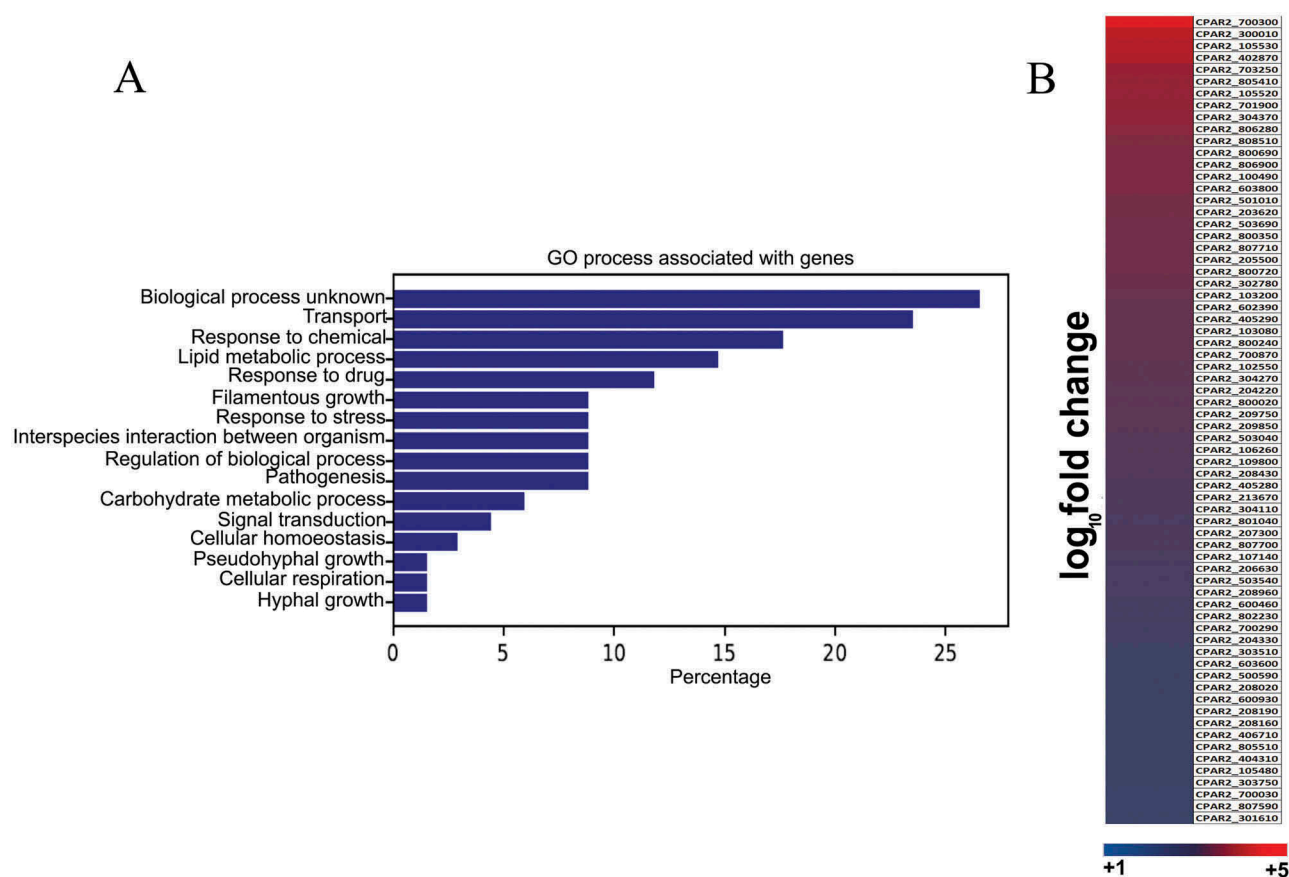 A
GO process associated with genes
Biological process unknown
Transport
Response to chemical
Lipid metabolic process
Response to drug
Filamentous growth
Response to stress
Interspecies interaction between organism
Regulation of biological process
Pathogenesis
Carbohydrate metabolic process
Signal transduction
Cellular homoeostasis
Pseudohyphal growth
Cellular respiration
Hyphal growth
0 5 10 15 20 25
Percentage
B
log10 fold change
CPAR2_700300
CPAR2_300010
CPAR2_105530
CPAR2_402870
CPAR2_703250
CPAR2_805410
CPAR2_105520
CPAR2_701900
CPAR2_304370
CPAR2_806280
CPAR2_808510
CPAR2_800690
CPAR2_806900
CPAR2_100490
CPAR2_603800
CPAR2_501010
CPAR2_203620
CPAR2_503690
CPAR2_800350
CPAR2_807710
CPAR2_205500
CPAR2_800720
CPAR2_302780
CPAR2_103200
CPAR2_602390
CPAR2_405290
CPAR2_103080
CPAR2_800240
CPAR2_700870
CPAR2_102550
CPAR2_304270
CPAR2_204220
CPAR2_800020
CPAR2_209750
CPAR2_209850
CPAR2_503040
CPAR2_106260
CPAR2_109800
CPAR2_208430
CPAR2_405280
CPAR2_213670
CPAR2_304110
CPAR2_801040
CPAR2_207300
CPAR2_807700
CPAR2_107140
CPAR2_206630
CPAR2_503540
CPAR2_208960
CPAR2_600460
CPAR2_802230
CPAR2_700290
CPAR2_204330
CPAR2_303510
CPAR2_603600
CPAR2_500590
CPAR2_208020
CPAR2_600930
CPAR2_208190
CPAR2_208160
CPAR2_406710
CPAR2_805510
CPAR2_404310
CPAR2_105480
CPAR2_303750
CPAR2_700030
CPAR2_807590
CPAR2_301610
+1 +5